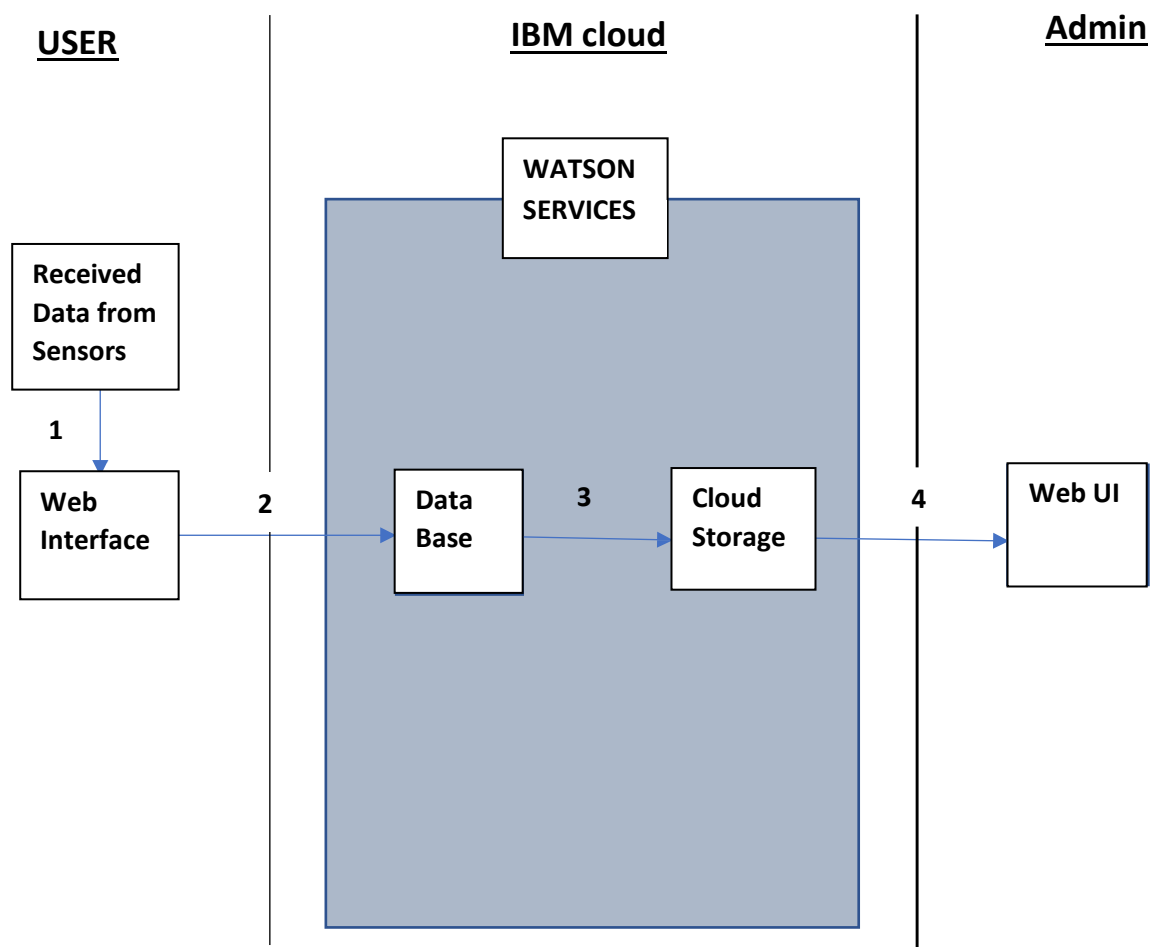 USER
IBM cloud
Admin
WATSON
SERVICES
Received
Data from
Sensors
1
Web
Interface
2
Data
Base
3
Cloud
Storage
4
Web UI